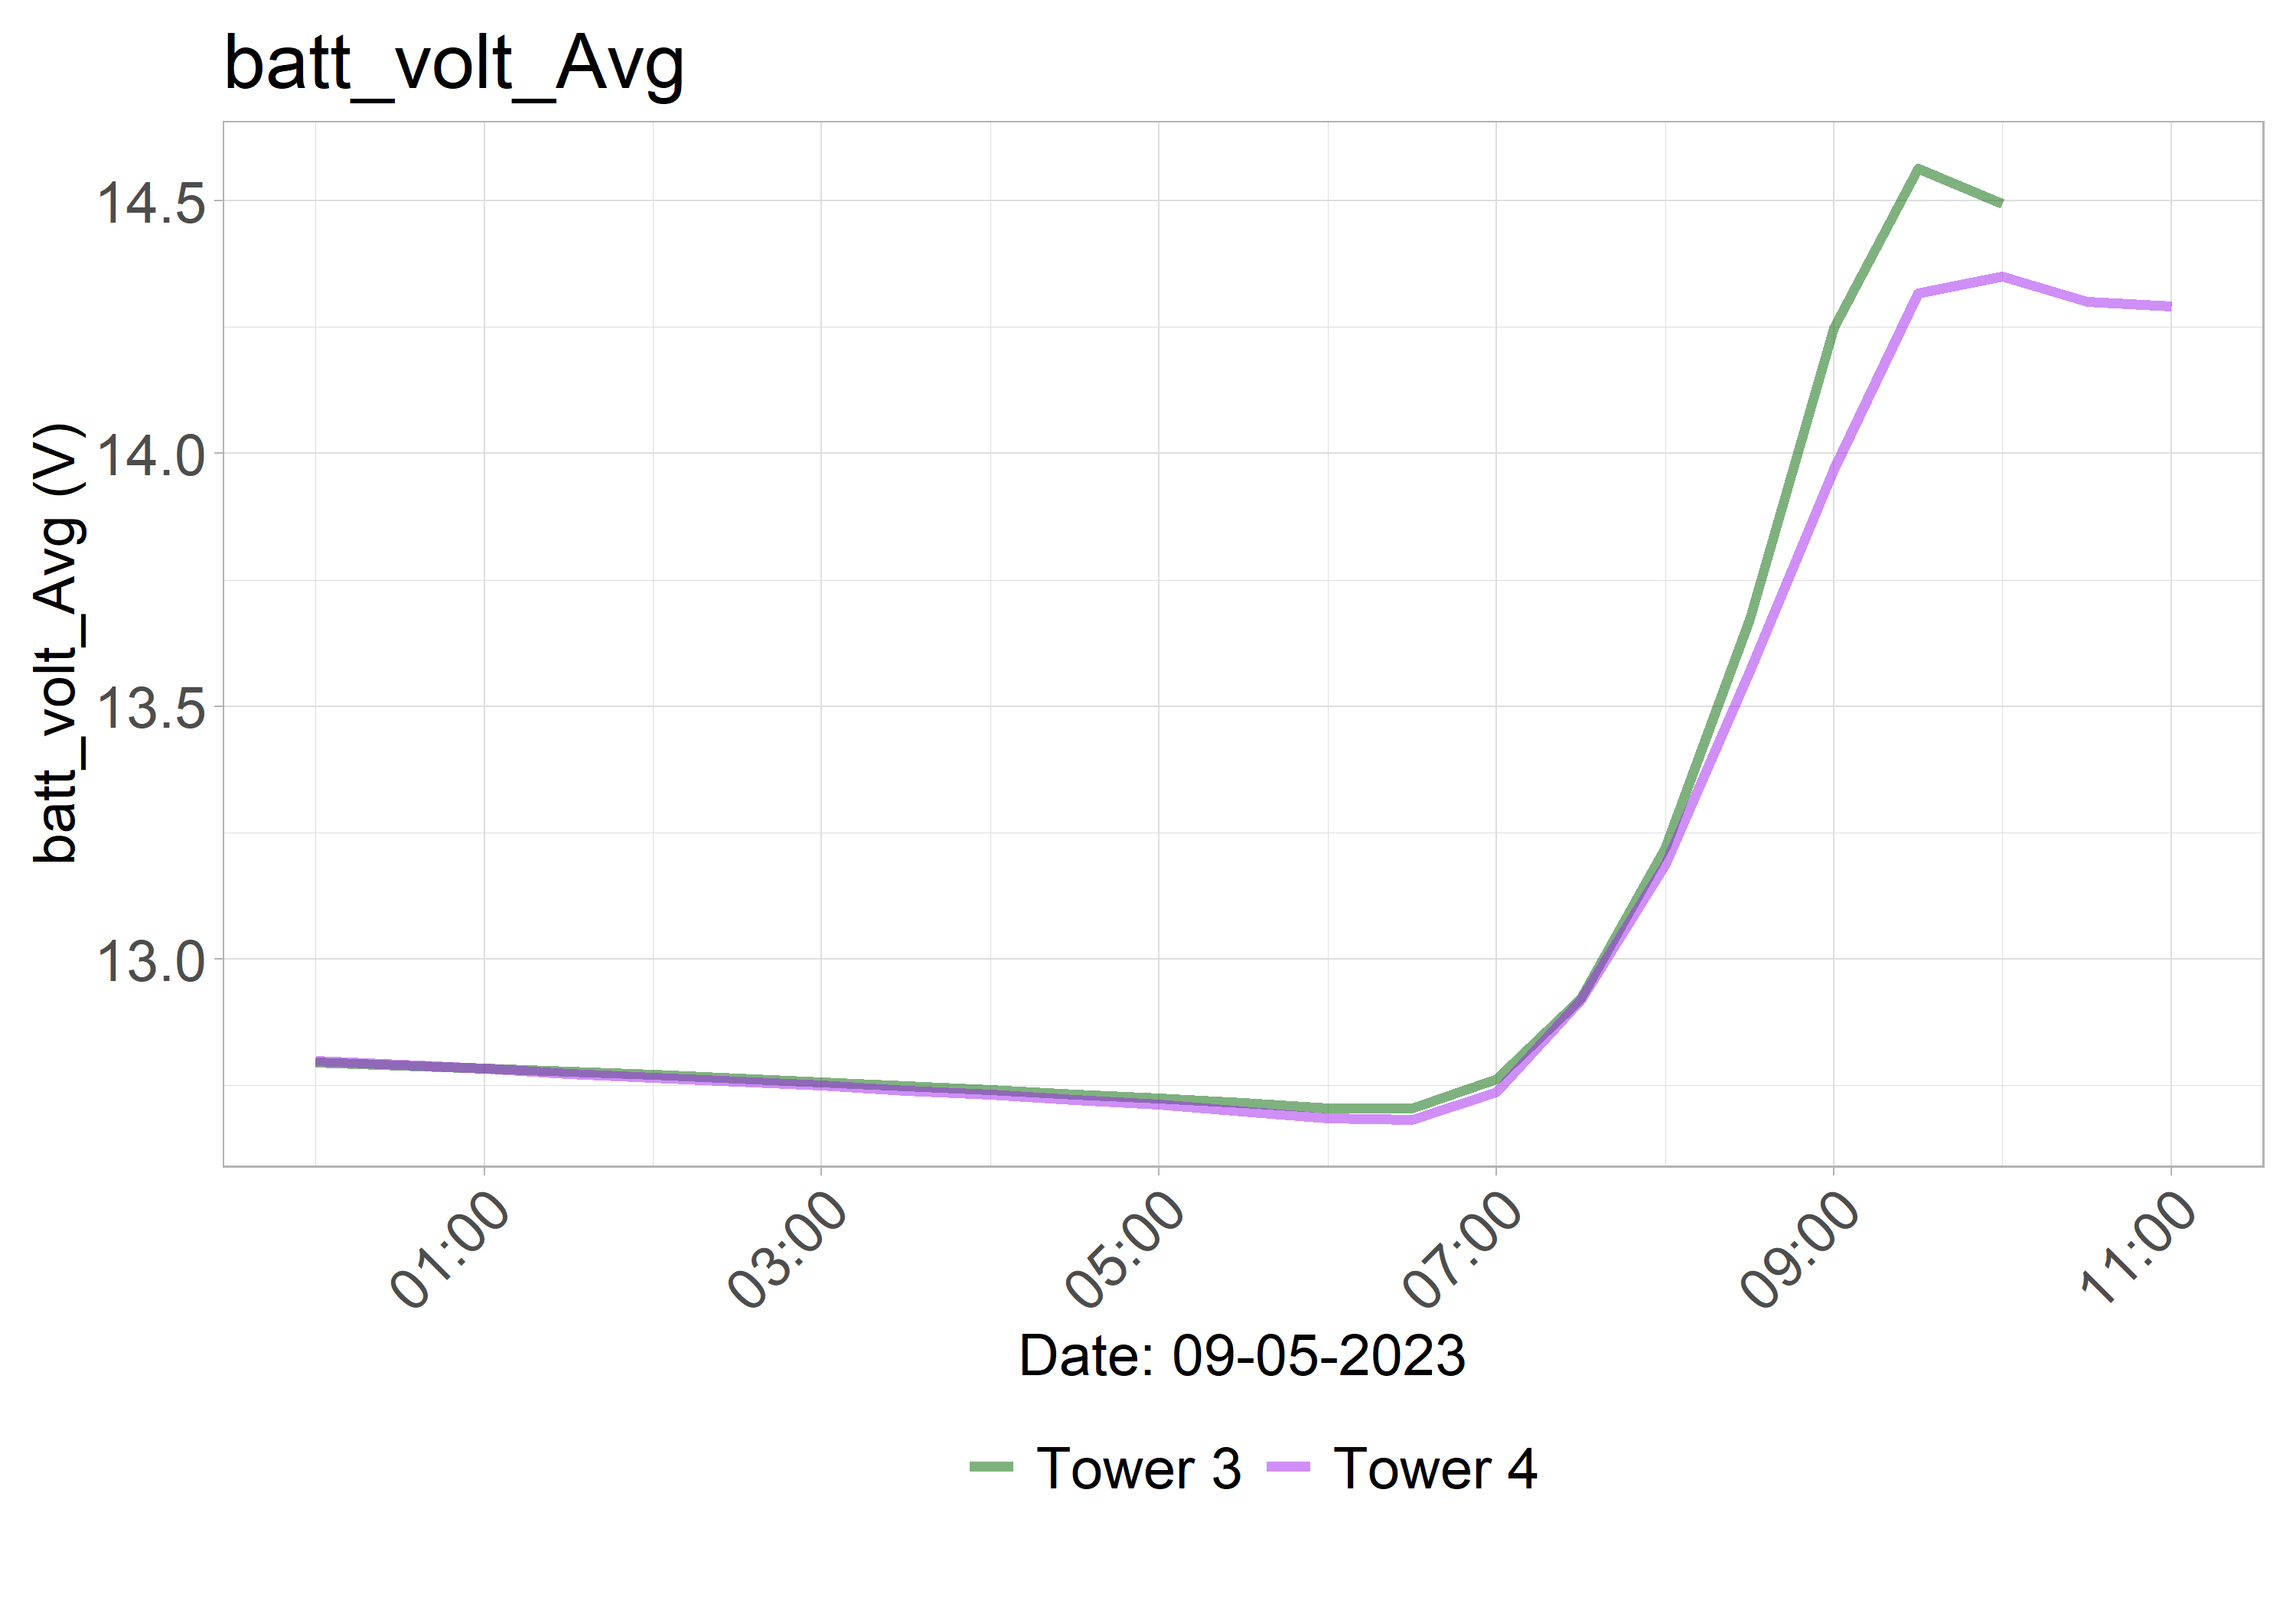 batt_volt_Avg
batt_volt_Avg (V)
14.5
14.0
13.5
13.0
01:00 03:00 05:00 07:00 09:00 11:00
Date: 09-05-2023
Tower 3 Tower 4